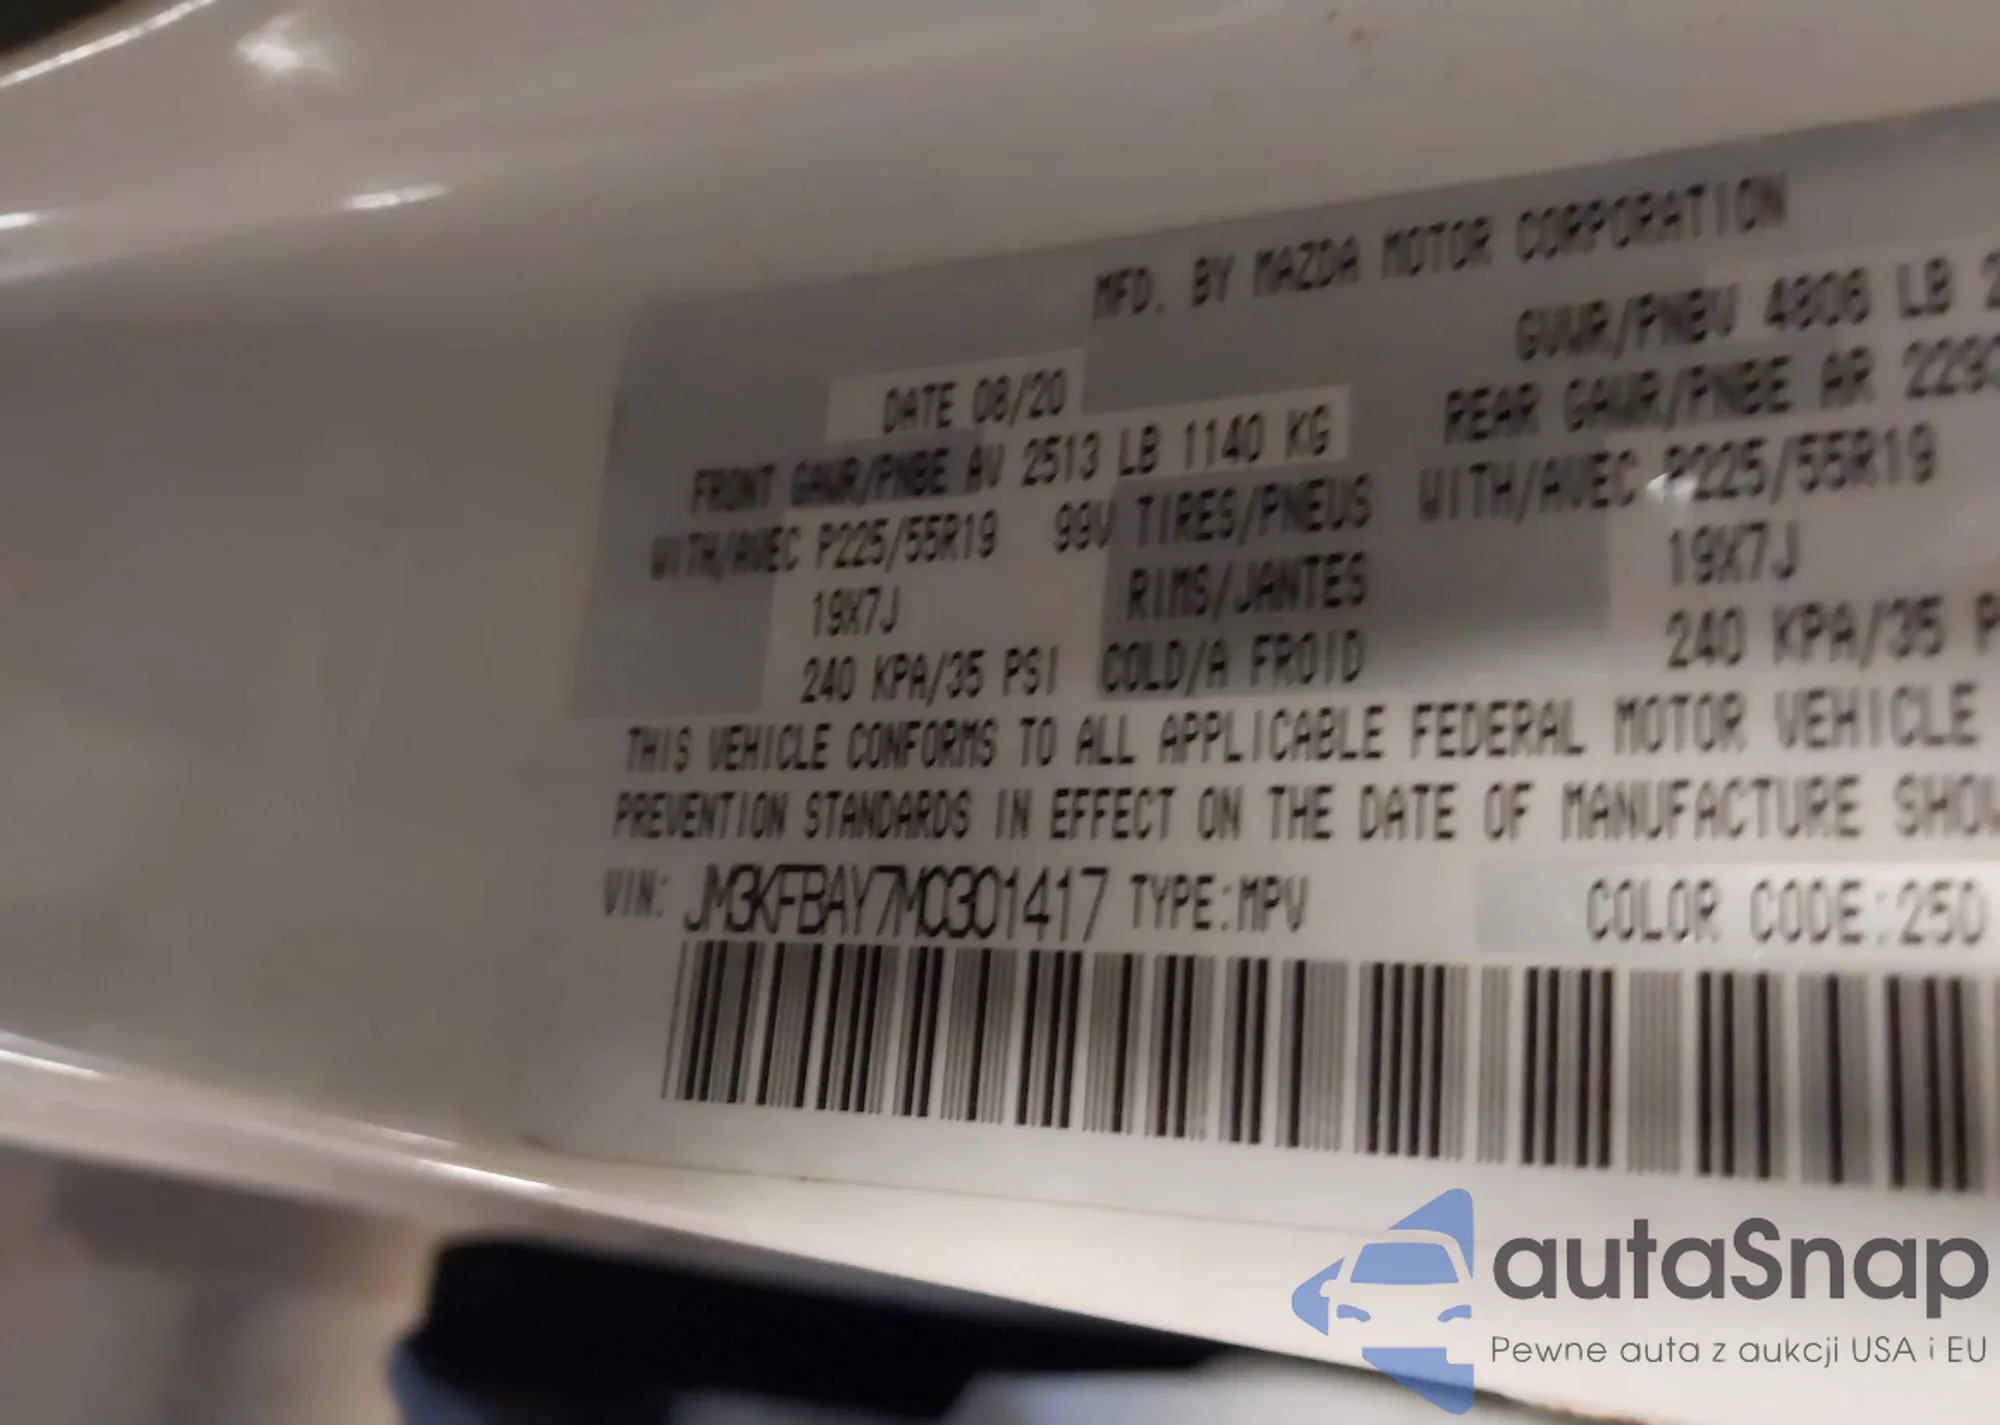 MFD. BY MAZDA MOTOR CORPORATION
DATE 08/20
GVWR/PNBV 4808 LB
FRONT GAWR/PNBE AV 2513 LB 1140 KG
REAR GAWR/PNBE AR
WITH/AVEC P225/55R19 99V TIRES/PNEUS WITH/AVEC P225/55R19
19X7J RIMS/JANTES 19X7J
240 KPA/35 PSI COLD/A FROID 240 KPA/35
THIS VEHICLE CONFORMS TO ALL APPLICABLE FEDERAL MOTOR VEHICLE
PREVENTION STANDARDS IN EFFECT ON THE DATE OF MANUFACTURE
VIN: JM3KFBAY7M0301417 TYPE:MPV COLOR CODE:25D
autaSnap
Pewne auta z aukcji USA i EU